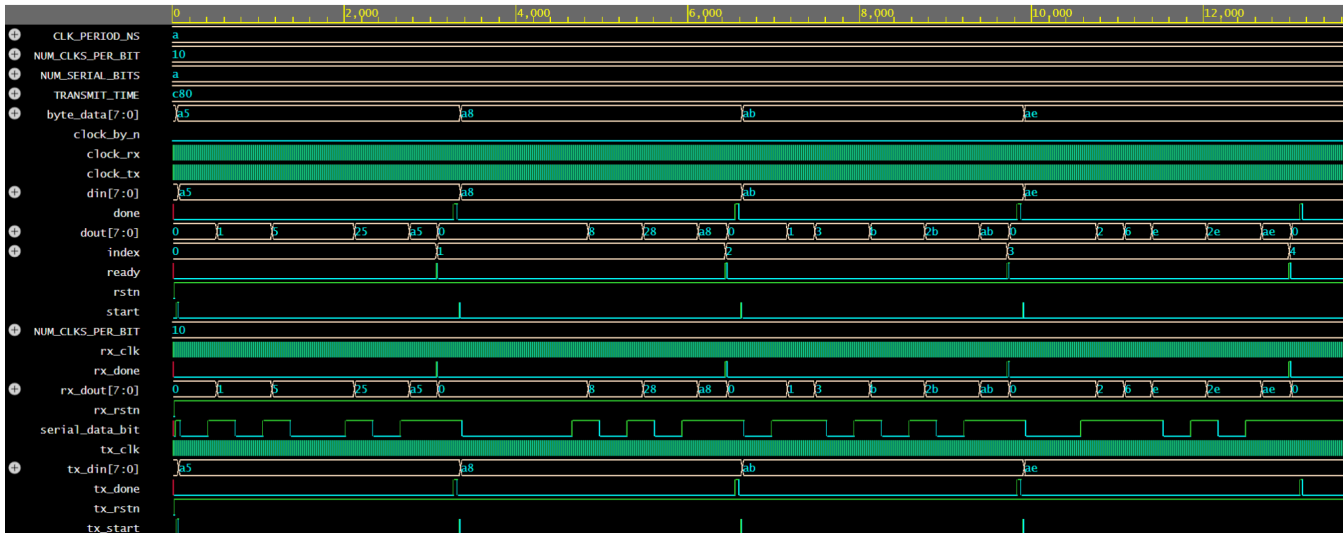 0 2,000 4,000 6,000 8,000 10,000 12,000
CLK_PERIOD_NS a
NUM_CLKS_PER_BIT 10
NUM_SERIAL_BITS a
TRANSMIT_TIME c80
byte_data[7:0] a5 a8 ab ae
clock_by_n
clock_rx
clock_tx
din[7:0] a5 a8 ab ae
done
dout[7:0] 0 1 5 25 a5 0 8 28 a8 0 1 3 b 2b ab 0 2 6 e 2e ae 0
index 0 1 2 3 4
ready
rstn
start
NUM_CLKS_PER_BIT 10
rx_clk
rx_done
rx_dout[7:0] 0 1 5 25 a5 0 8 28 a8 0 1 3 b 2b ab 0 2 6 e 2e ae 0
rx_rstn
serial_data_bit
tx_clk
tx_din[7:0] a5 a8 ab ae
tx_done
tx_rstn
tx_start